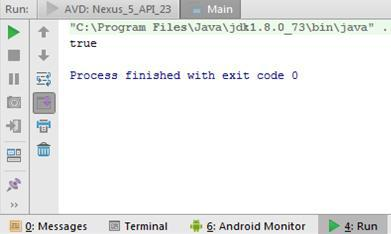 Run: AVD: Nexus_5_API_23 Main
"C:\Program Files\Java\jdk1.8.0_73\bin\java" .
true
Process finished with exit code 0
>>
0: Messages Terminal 6: Android Monitor 4: Run